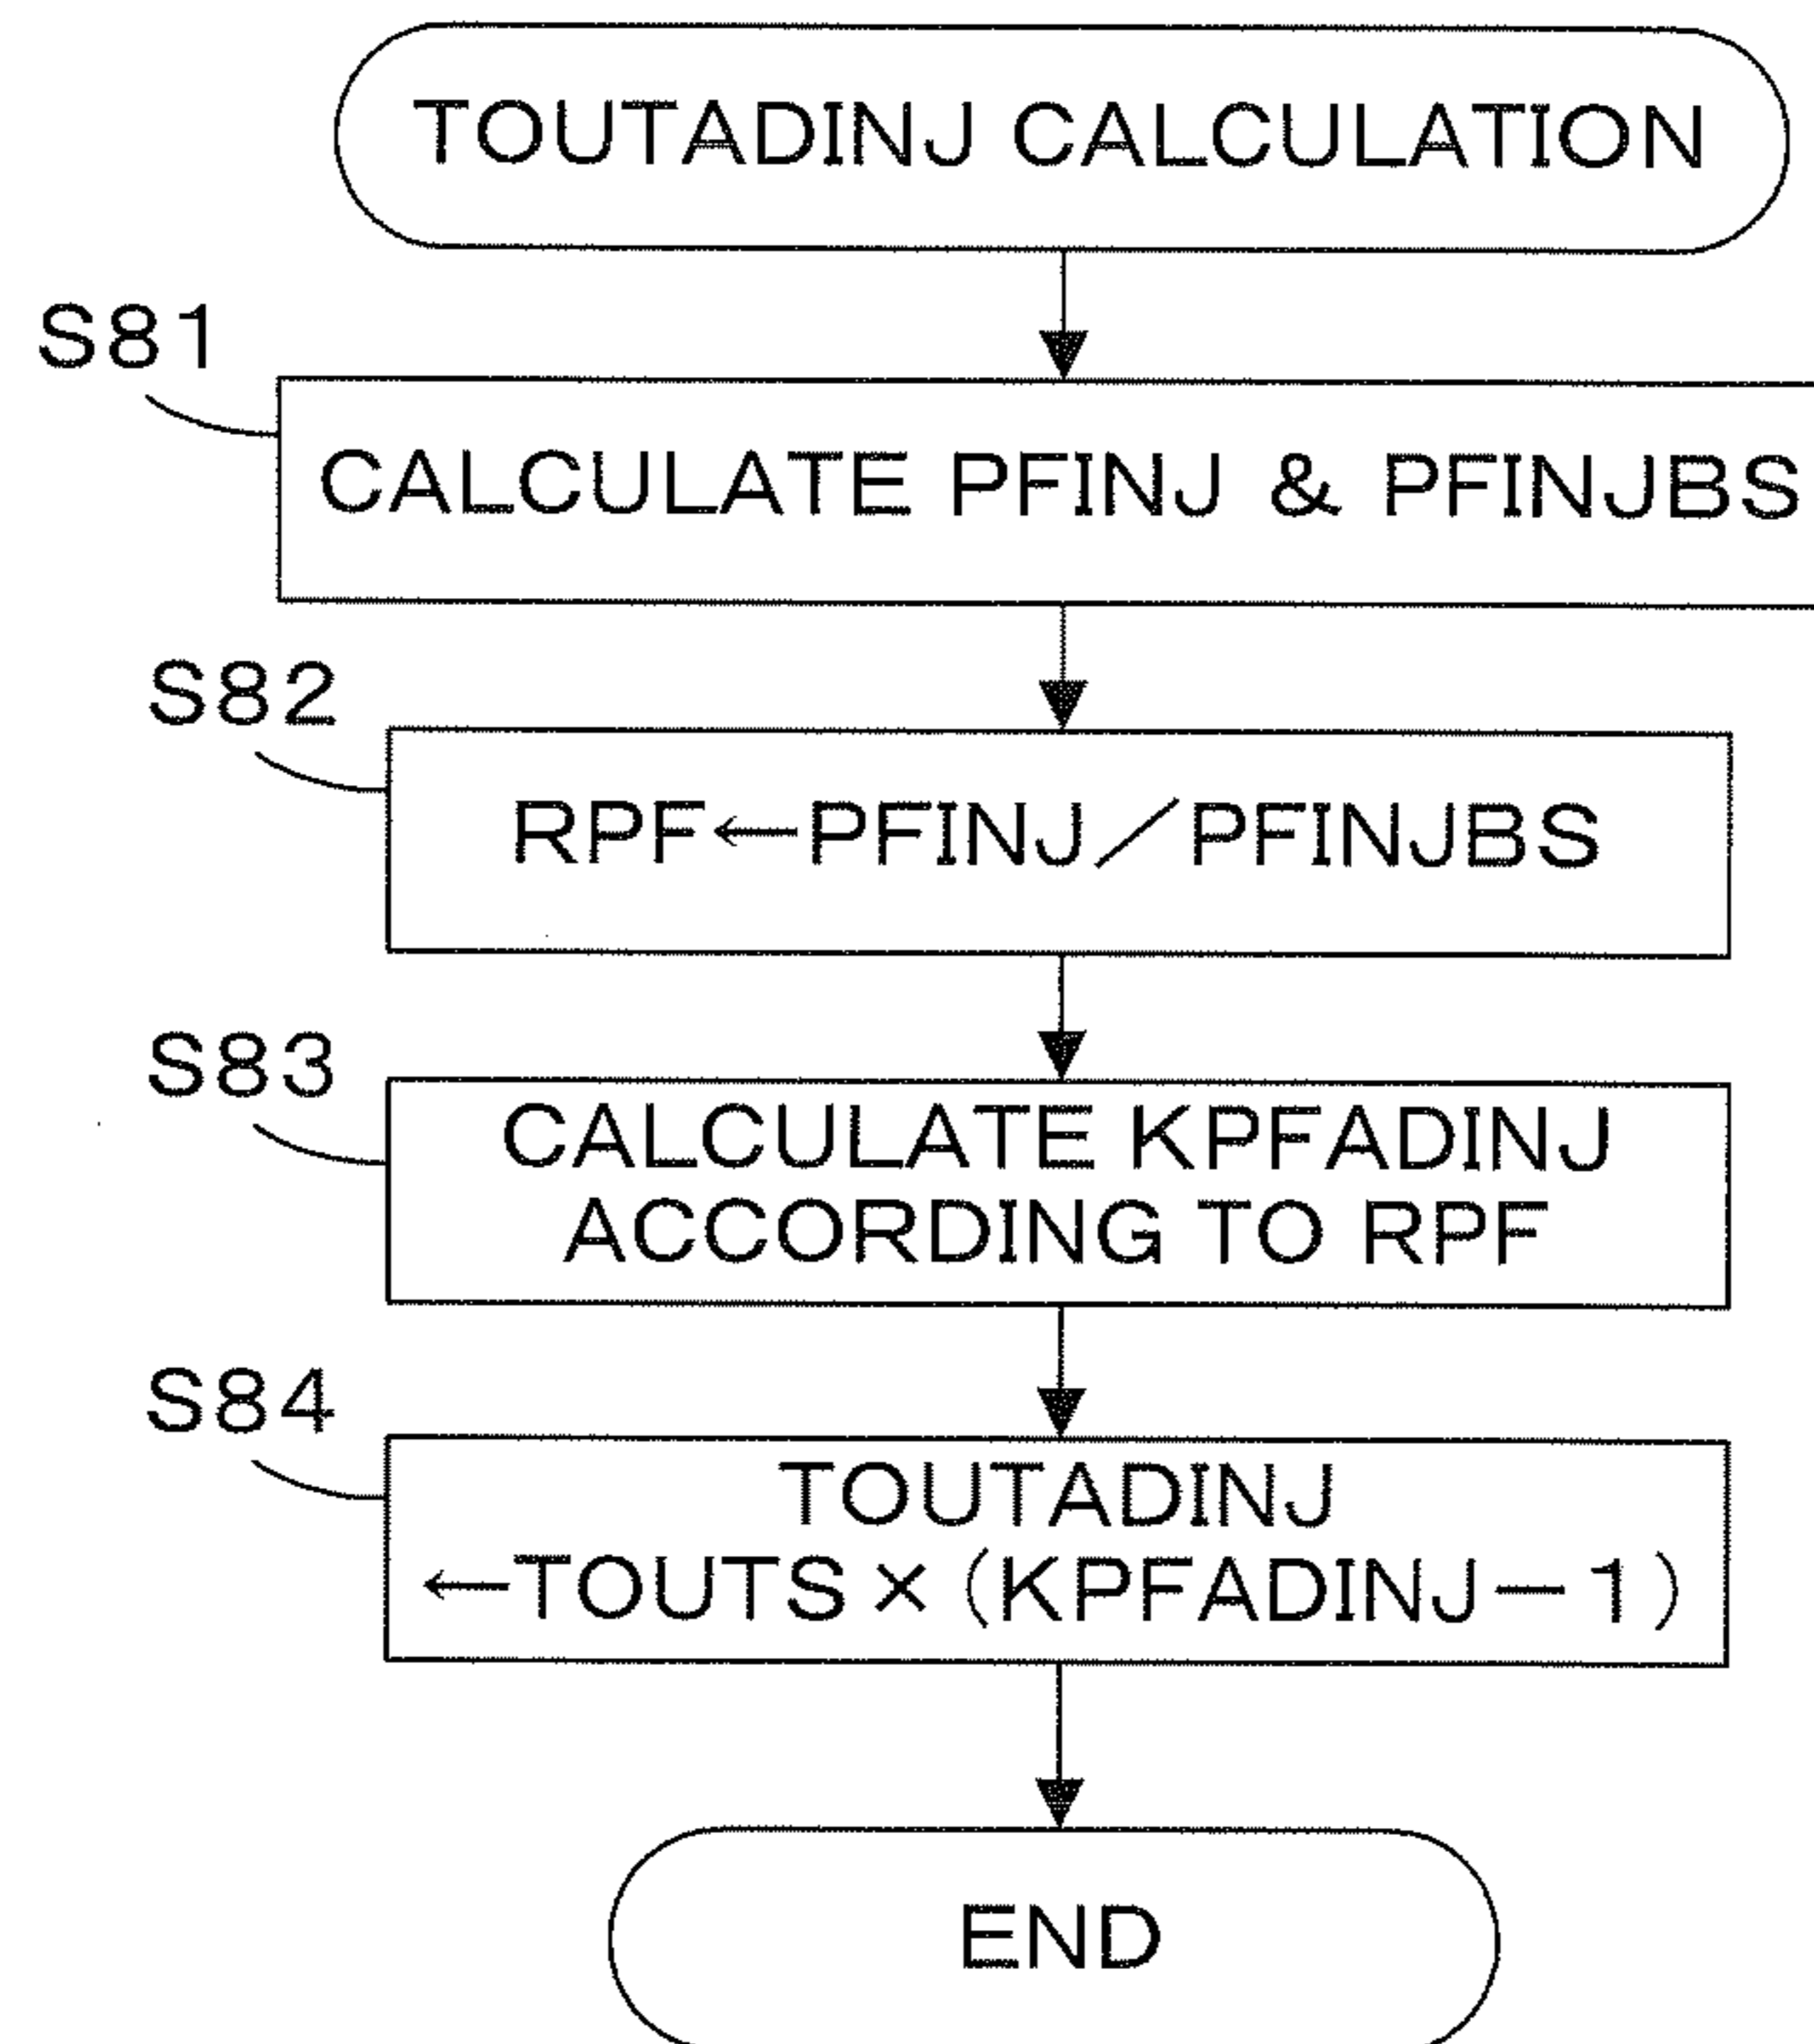 TOUTADINJ CALCULATION
S81
CALCULATE PFINJ & PFINJBS
S82
RPF←PFINJ/PFINJBS
S83
CALCULATE KPFADINJ
ACCORDING TO RPF
S84
TOUTADINJ
←TOUTS×(KPFADINJ-1)
END